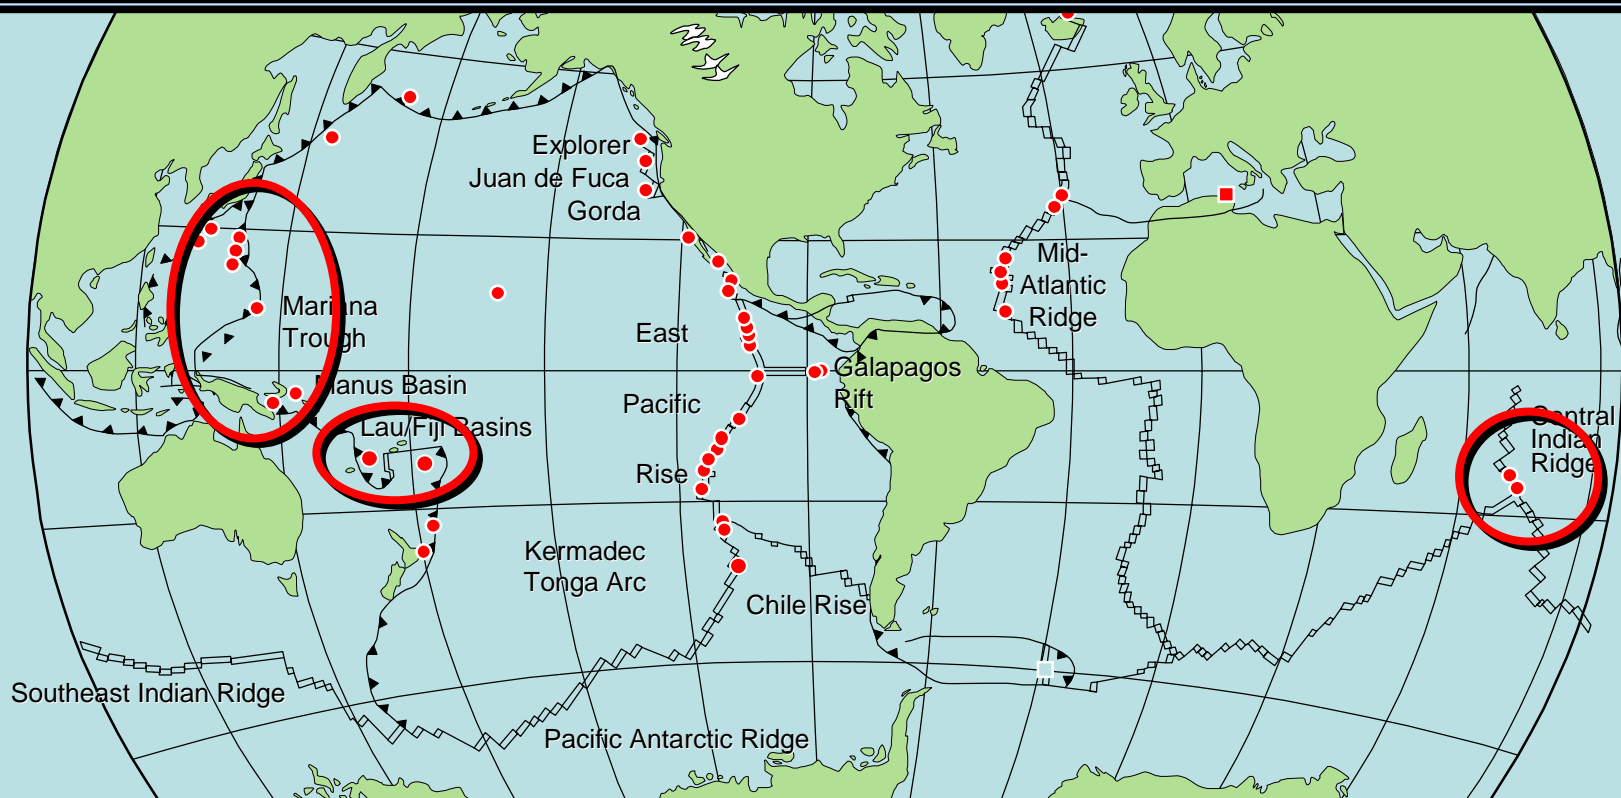 Explorer
Juan de Fuca
Gorda
Mid-
Atlantic
Ridge
Mariana
Trough
East
Galapagos
Rift
Manus Basin
Pacific
Lau/Fiji Basins
Central
Indian
Ridge
Rise
Kermadec
Tonga Arc
Chile Rise
Southeast Indian Ridge
Pacific Antarctic Ridge